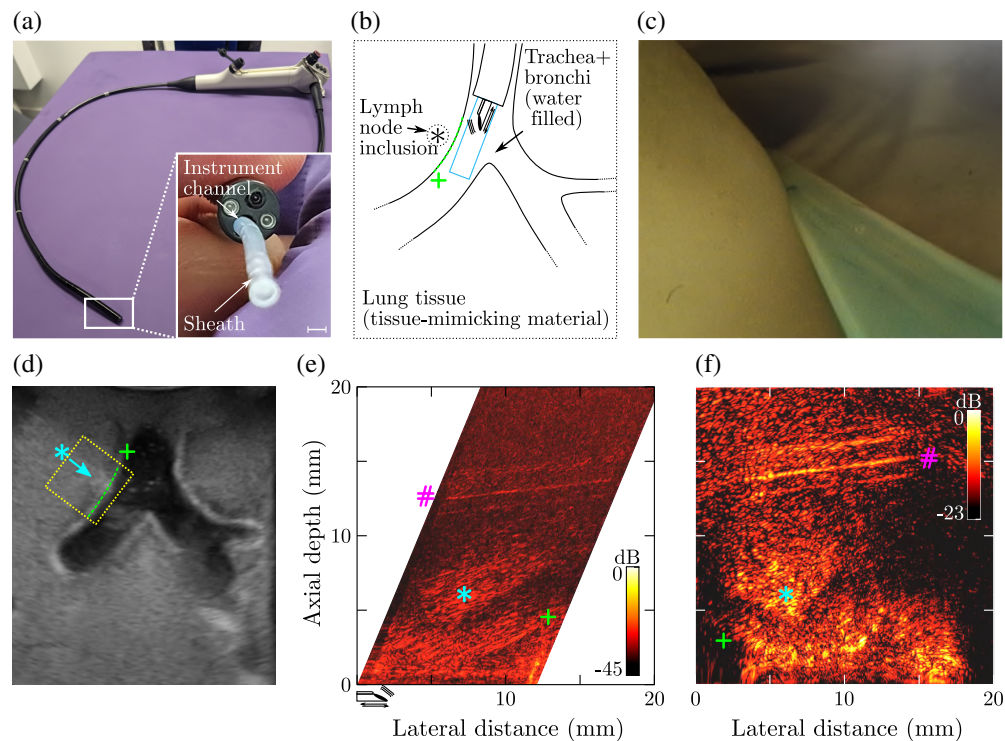 (a)
Instrument
channel
Sheath
(b)
Trachea+
bronchi
(water
filled)
Lymph
node
inclusion
*
+
Lung tissue
(tissue-mimicking material)
(c)
(d)
*
+
(e)
Axial depth (mm)
20
10
0
#
*
+
dB
0
-45
0
10
20
Lateral distance (mm)
(f)
dB
0
-23
#
*
+
0
10
20
Lateral distance (mm)